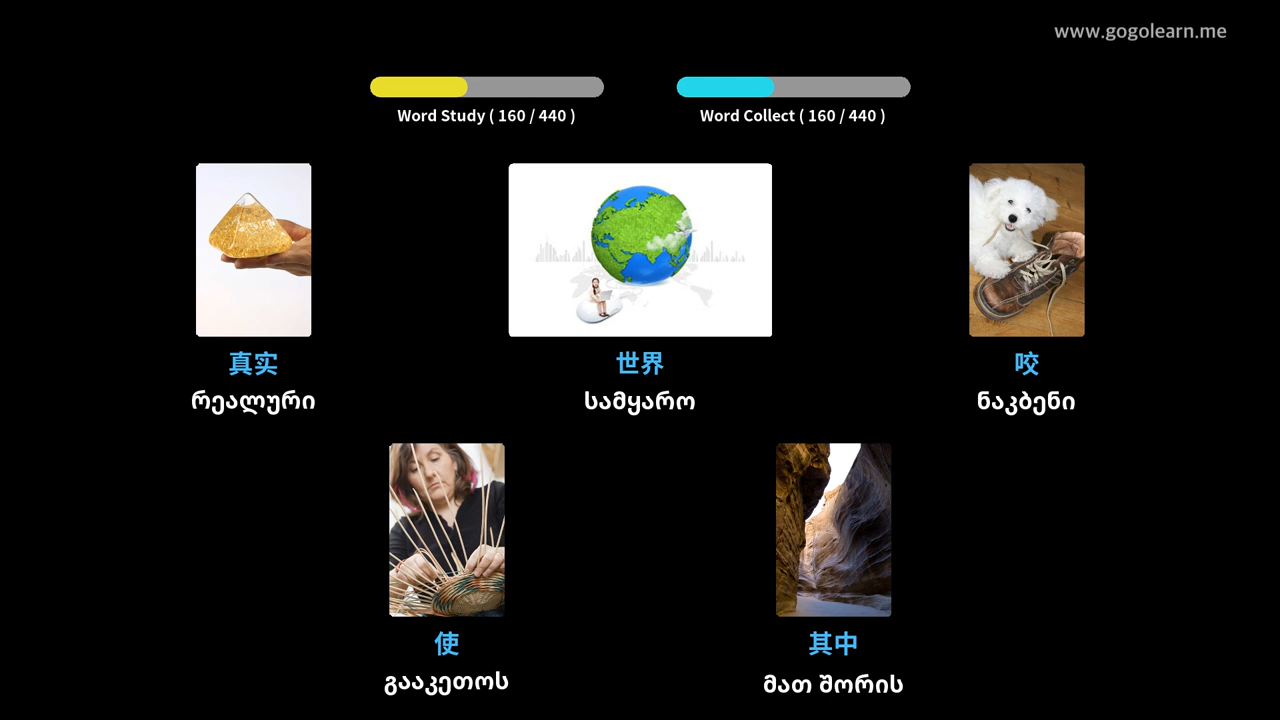 www.gogolearn.me
Word Study ( 160 / 440 )
Word Collect ( 160 / 440 )
真实
რეალური
世界
სამყარო
咬
ნაკბენი
使
გააკეთოს
其中
მათ შორის